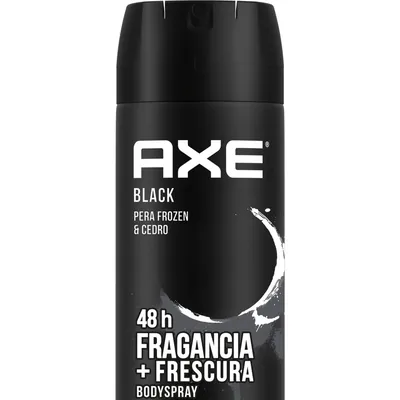 AXE®
BLACK
PERA FROZEN
& CEDRO
48 h
FRAGANCIA
+ FRESCURA
BODYSPRAY